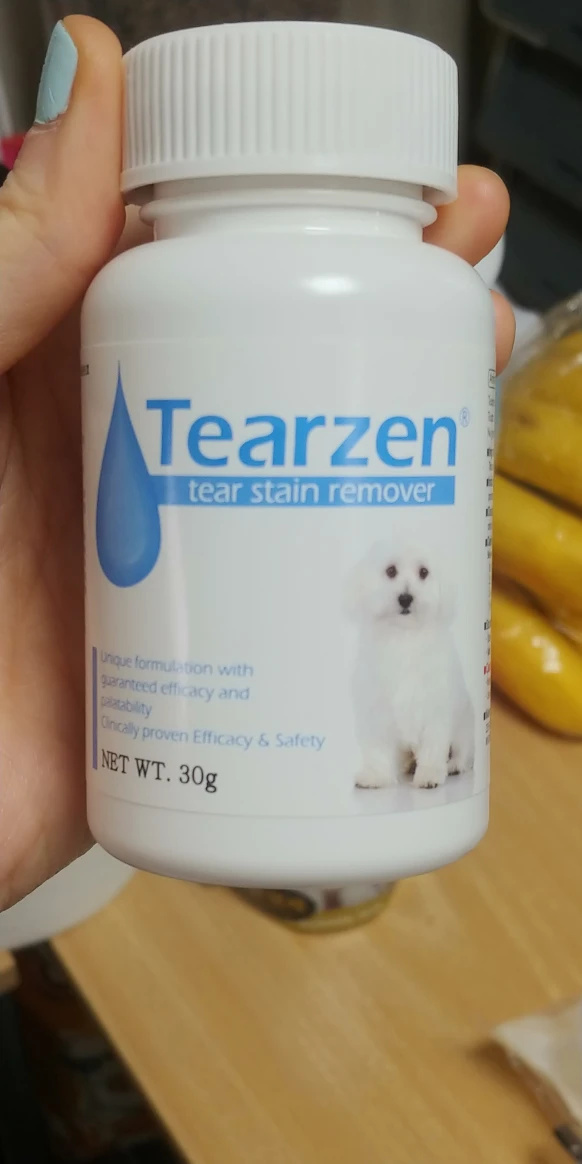 Tearzen®
tear stain remover
Unique formulation with
guaranteed efficacy and
palatability
Clinically proven Efficacy & Safety
NET WT. 30g